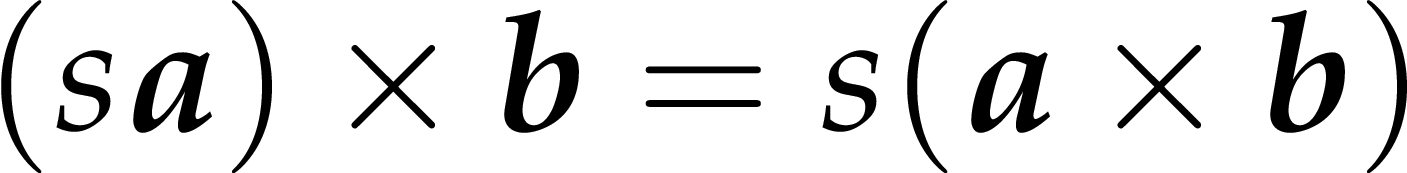 (sa) × b = s(a × b)